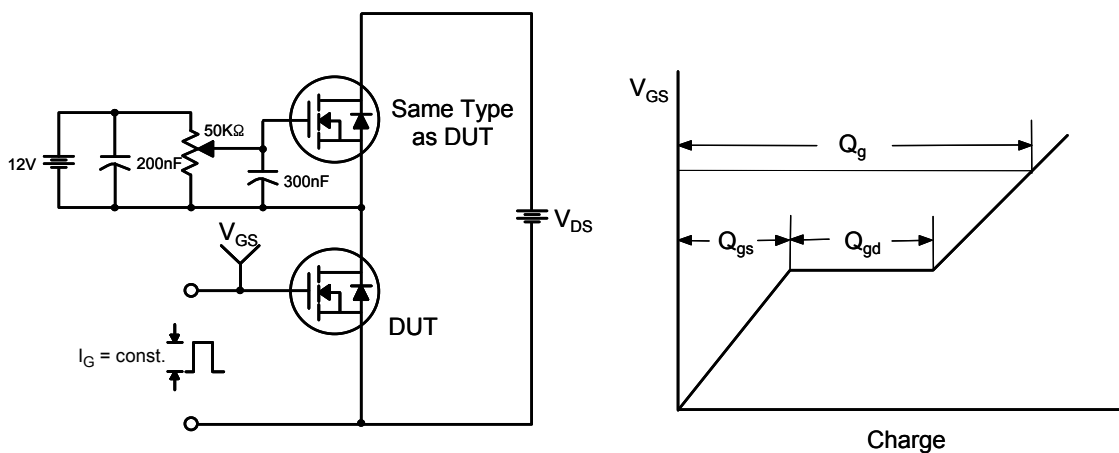 12V
200nF
50KΩ
300nF
Same Type
as DUT
V_DS
V_GS
DUT
I_G = const.
V_GS
Q_g
Q_gs
Q_gd
Charge